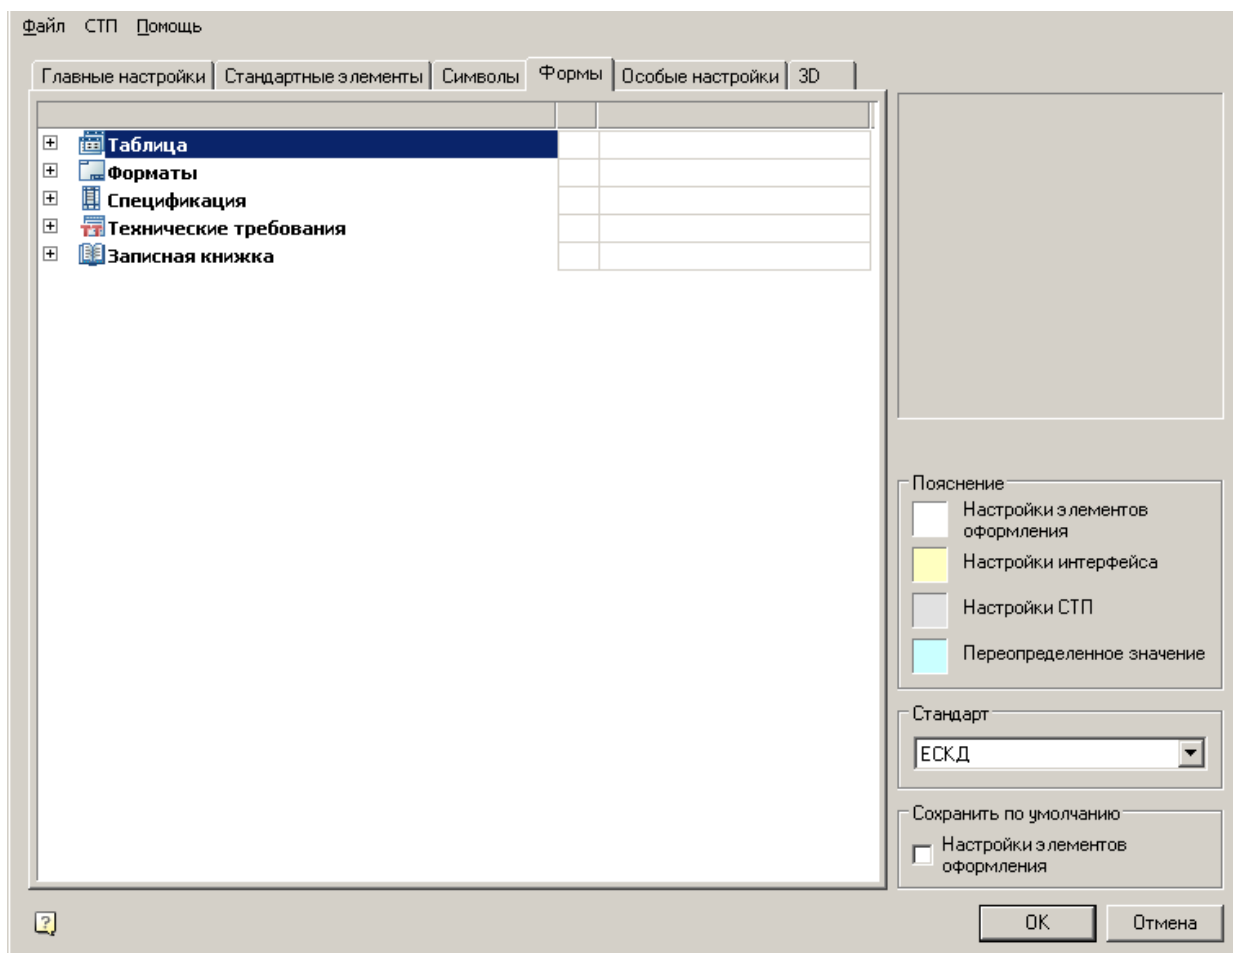 Файл СТП Помощь
Главные настройки Стандартные элементы Символы Формы Особые настройки 3D
Таблица
Форматы
Спецификация
Технические требования
Записная книжка
Пояснение
Настройки элементов
оформления
Настройки интерфейса
Настройки СТП
Переопределенное значение
Стандарт
ЕСКД
Сохранить по умолчанию
Настройки элементов
оформления
OK Отмена